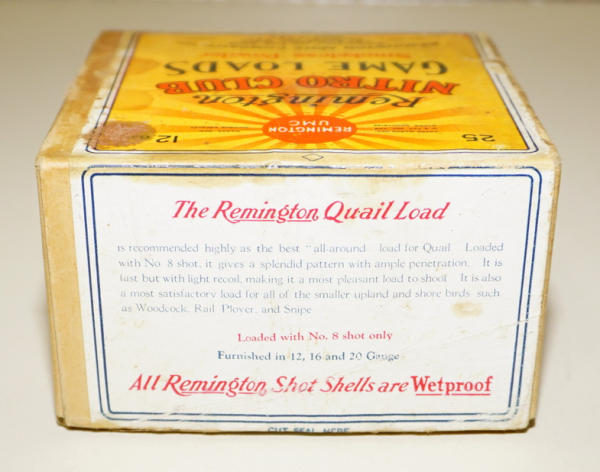 Smokeless Powder
GAME LOADS
NITRO CLUB
Remington
REMINGTON
UMC
12
25
The Remington Quail Load
is recommended highly as the best "all-around load for Quail Loaded
with No. 8 shot, it gives a splendid pattern with ample penetration. It is
fast but with light recoil, making it a most pleasant load to shoot It is also
a most satisfactory load for all of the smaller upland and shore birds such
as Woodcock, Rail Plover, and Snipe
Loaded with No. 8 shot only
Furnished in 12, 16 and 20 Gauge
All Remington Shot Shells are Wetproof
CUT SEAL HERE